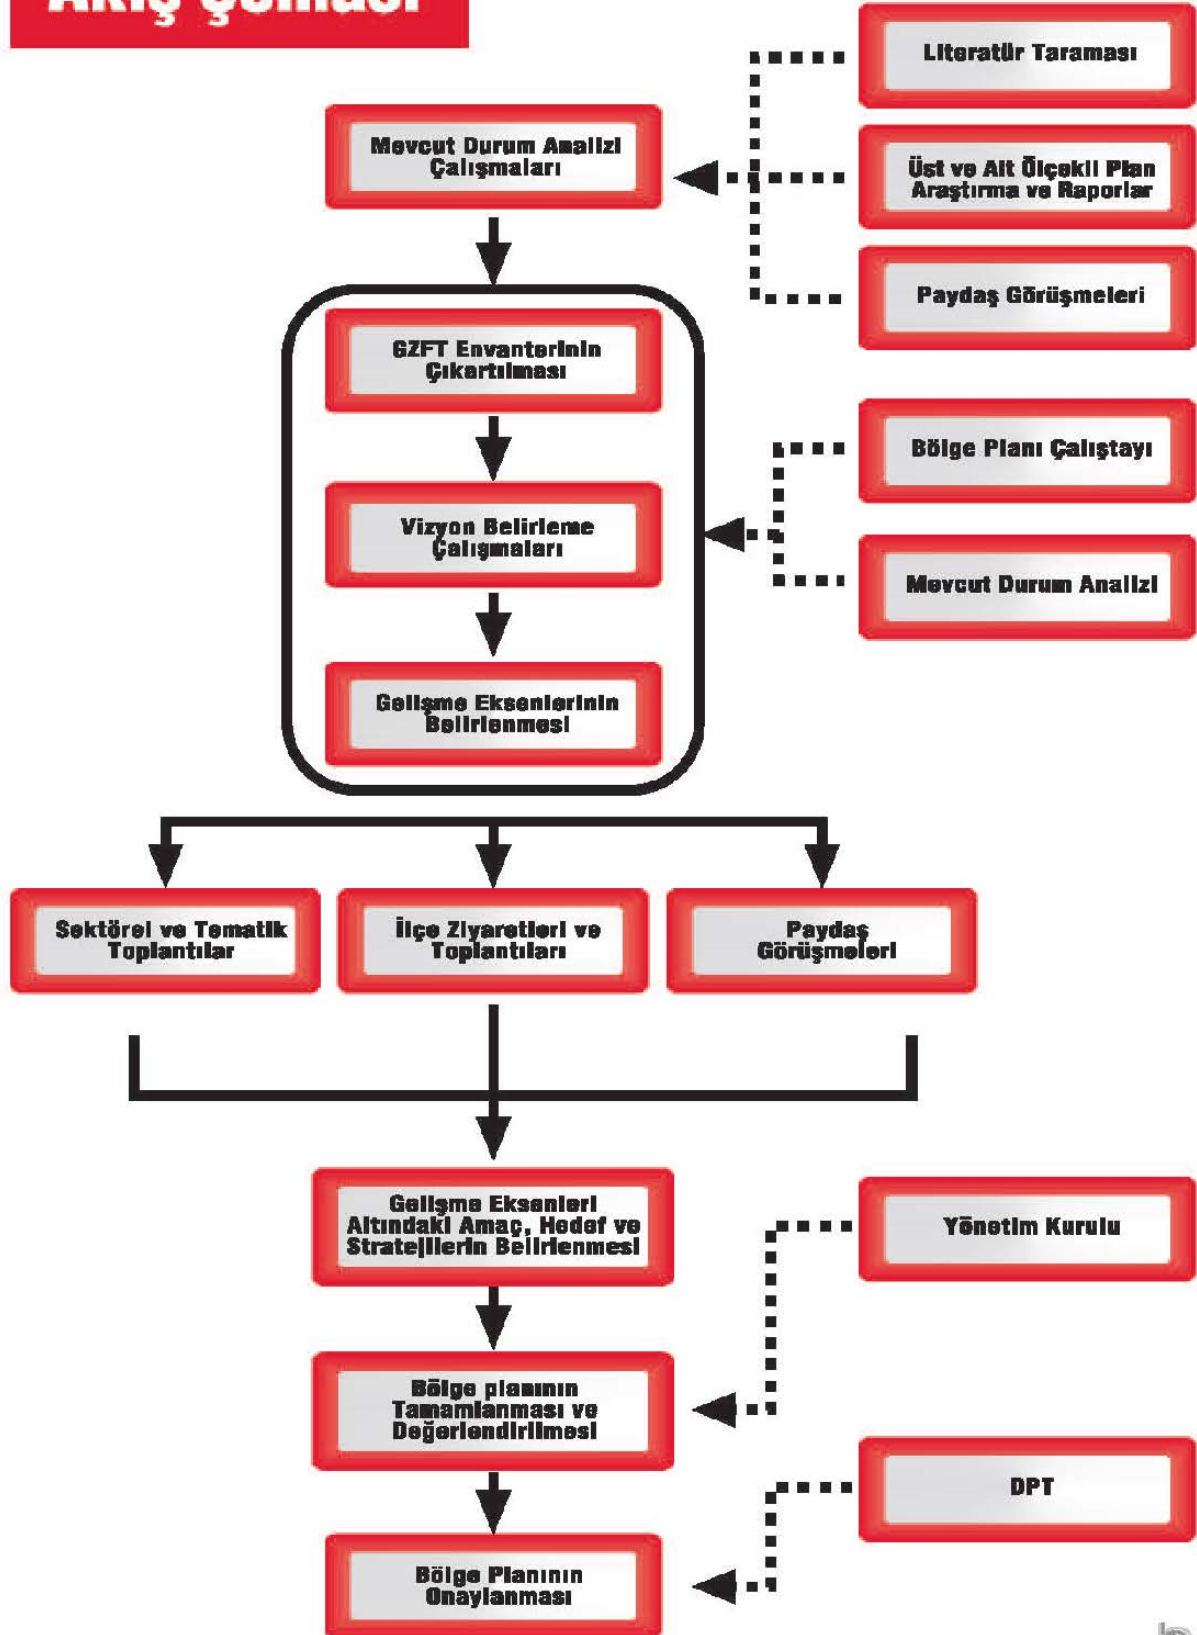 Akış Şeması
Literatür Taraması
Mevcut Durum Analizi
Çalışmaları
Üst ve Alt Ölçekli Plan
Araştırma ve Raporlar
Paydaş Görüşmeleri
GZFT Envanterinin
Çıkartılması
Bölge Planı Çalıştayı
Vizyon Belirleme
Çalışmaları
Mevcut Durum Analizi
Gelişme Eksenlerinin
Belirlenmesi
Sektörel ve Tematik
Toplantılar
İlçe Ziyaretleri ve
Toplantıları
Paydaş
Görüşmeleri
Gelişme Eksenleri
Altındaki Amaç, Hedef ve
Stratejilerin Belirlenmesi
Yönetim Kurulu
Bölge planının
Tamamlanması ve
Değerlendirilmesi
DPT
Bölge Planının
Onaylanması